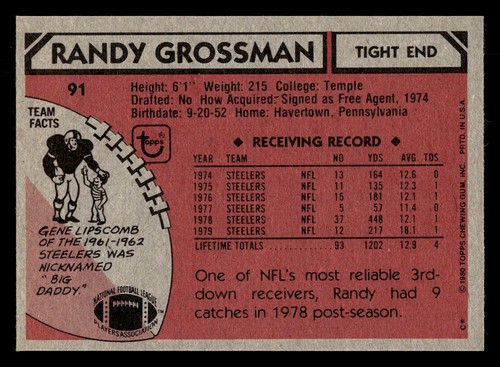 RANDY GROSSMAN
TIGHT END
91
Height: 6'1" Weight: 215 College: Temple
Drafted: No How Acquired: Signed as Free Agent, 1974
Birthdate: 9-20-52 Home: Havertown, Pennsylvania
TEAM
FACTS
topps®
GENE LIPSCOMB
OF THE 1961-1962
STEELERS WAS
NICKNAMED
"BIG
DADDY."
NATIONAL FOOTBALL LEAGUE
PLAYERS ASSOCIATION
◆ RECEIVING RECORD ◆
YEAR TEAM NO YDS AVG TDS
1974 STEELERS NFL 13 164 12.6 0
1975 STEELERS NFL 11 135 12.3 1
1976 STEELERS NFL 15 181 12.1 1
1977 STEELERS NFL 5 57 11.4 0
1978 STEELERS NFL 37 448 12.1 1
1979 STEELERS NFL 12 217 18.1 1
LIFETIME TOTALS 93 1202 12.9 4
One of NFL's most reliable 3rd-
down receivers, Randy had 9
catches in 1978 post-season.
© 1980 TOPPS CHEWING GUM, INC. PRTD. IN U.S.A.
C*